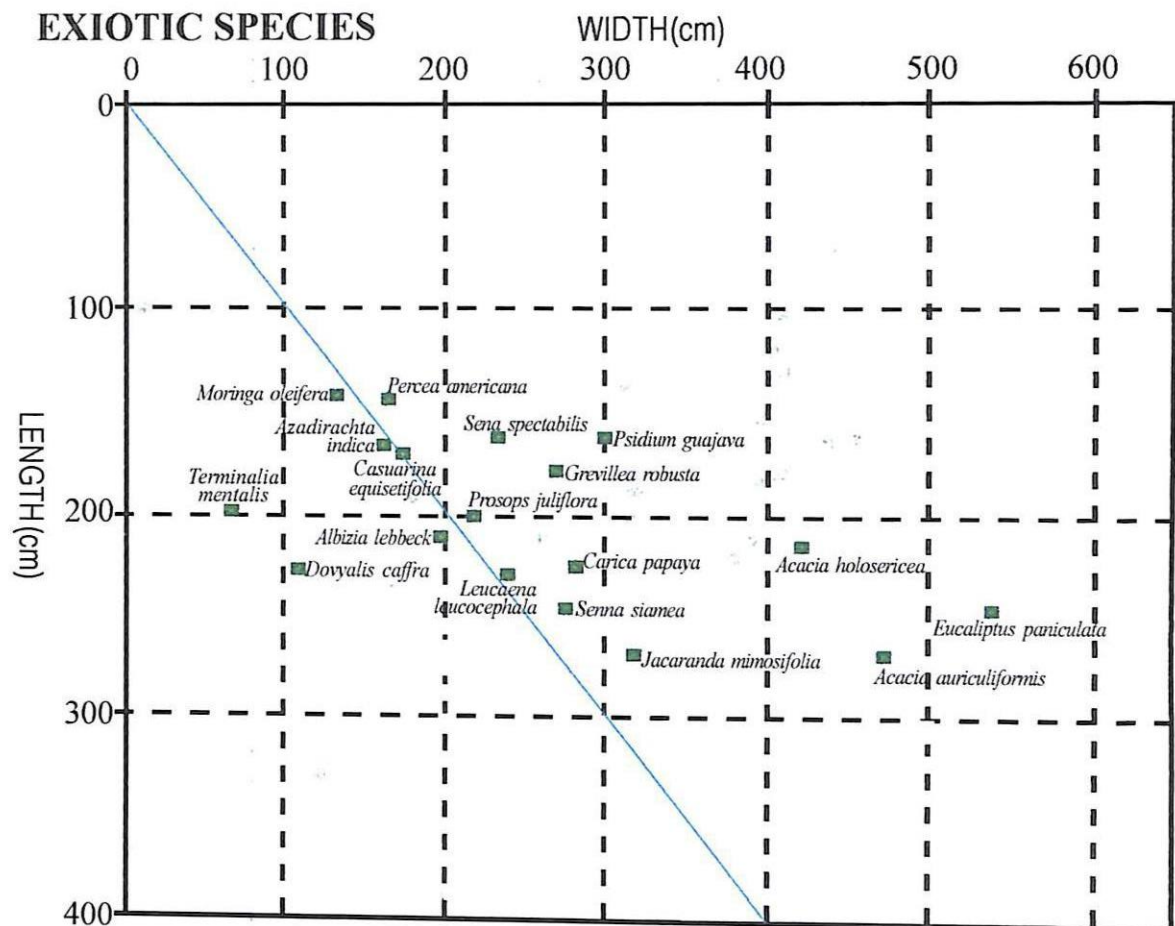 EXIOTIC SPECIES
WIDTH(cm)
0 100 200 300 400 500 600
0
100
200
300
400
LENGTH(cm)
Moringa oleifera
Percea americana
Azadirachta
indica
Sena spectabilis
Psidium guajava
Casuarina
equisetifolia
Grevillea robusta
Terminalia
mentalis
Prosops juliflora
Albizia lebbeck
Dovyalis caffra
Carica papaya
Acacia holosericea
Leucaena
leucocephala
Senna siamea
Eucaliptus paniculata
Jacaranda mimosifolia
Acacia auriculiformis